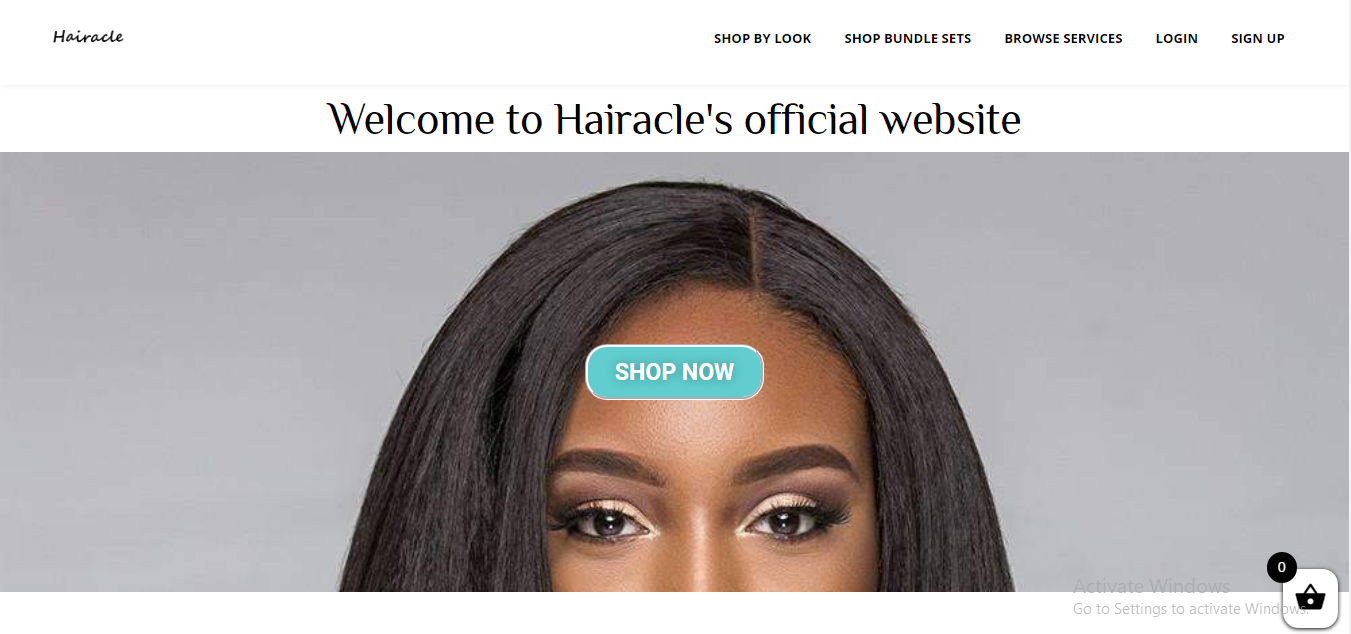 Hairacle
SHOP BY LOOK
SHOP BUNDLE SETS
BROWSE SERVICES
LOGIN
SIGN UP
Welcome to Hairacle's official website
SHOP NOW
0
Activate Windows
Go to Settings to activate Windows.